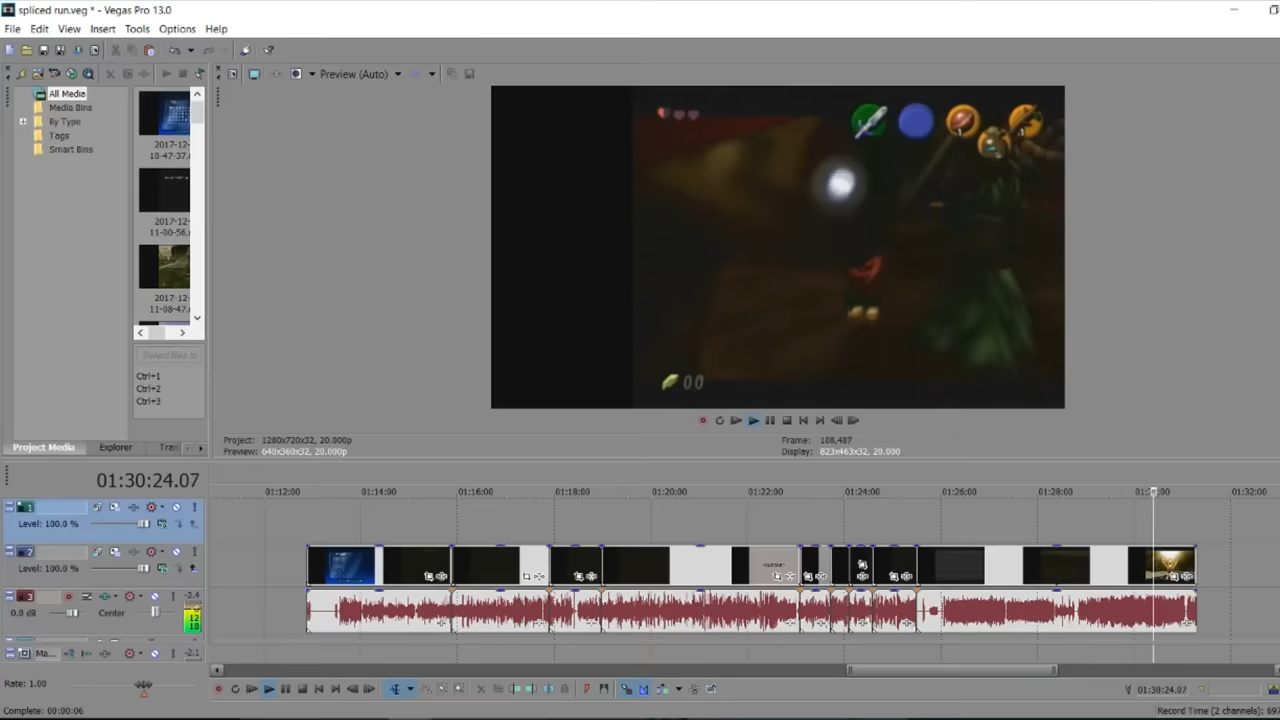 spliced run.veg * - Vegas Pro 13.0
File Edit View Insert Tools Options Help
Preview (Auto)
All Media
Media Bins
By Type
Tags
Smart Bins
2017-12-
10-47-37.
2017-12-
11-00-56.
2017-12-
11-08-47.
Select files to
Ctrl+1
Ctrl+2
Ctrl+3
00
Project Media Explorer Tran
Project: 1280x720x32, 20.000p
Preview: 640x360x32, 20.000p
Frame: 108,487
Display: 823x463x32, 20.000
01:30:24.07
01:12:00 01:14:00 01:16:00 01:18:00 01:20:00 01:22:00 01:24:00 01:26:00 01:28:00 01:32:00
1
Level: 100.0 %
2
Level: 100.0 %
3
-3.4
0.0 dB Center
12
18
Ma... -2.1
Rate: 1.00
01:30:24.07
Complete: 00:00:06
Record Time (2 channels): 697